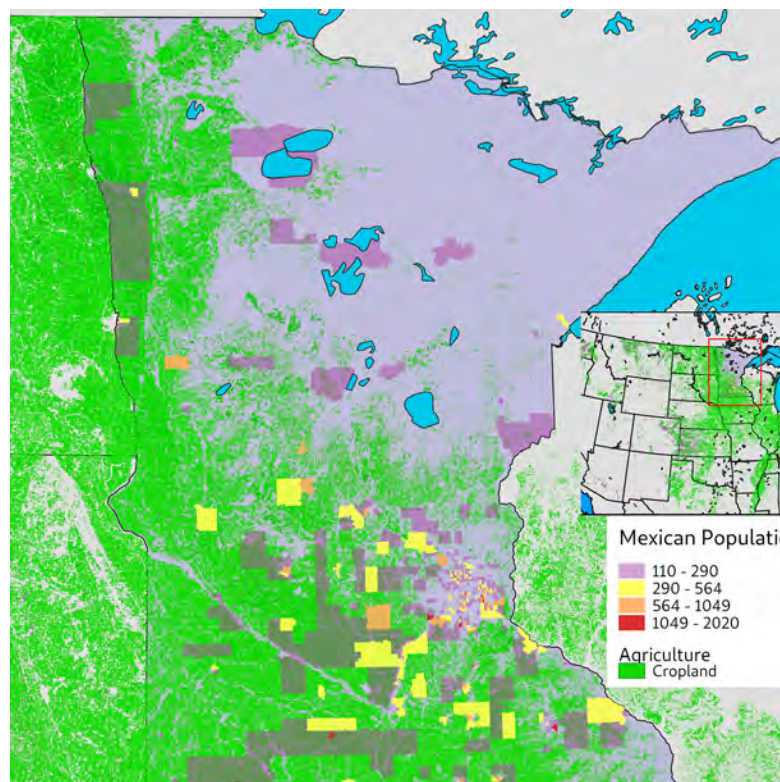 Mexican Populatio
110 - 290
290 - 564
564 - 1049
1049 - 2020
Agriculture
Cropland